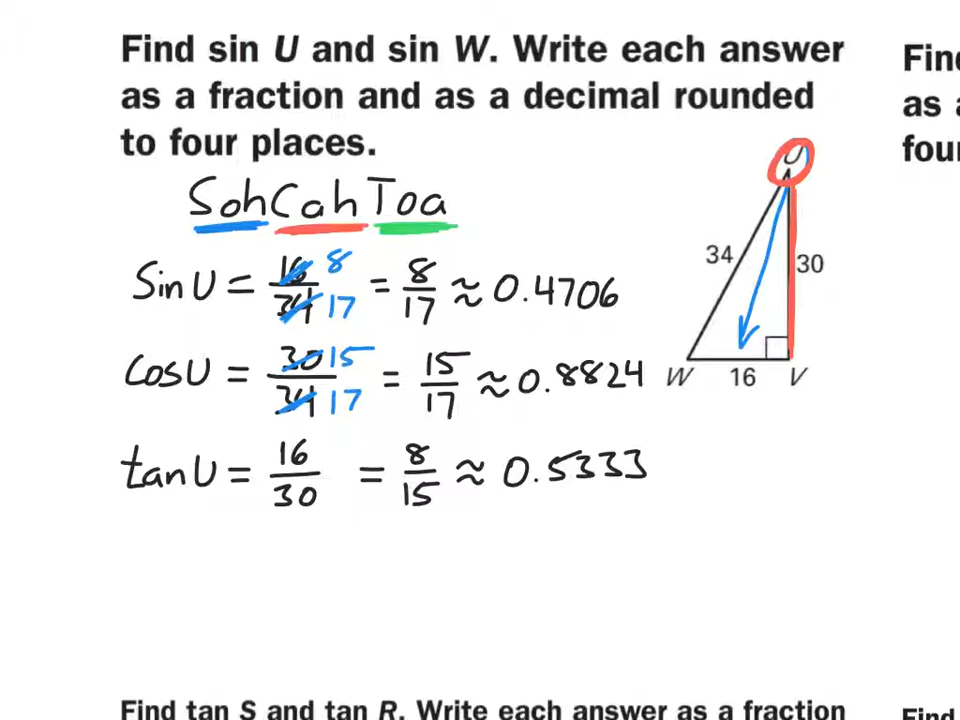 Find sin U and sin W. Write each answer
as a fraction and as a decimal rounded
to four places.
Find
as a
four
SohCahToa
U
34
30
W
16
V
Sin U = 16/34 8/17 = 8/17 ≈ 0.4706
Cos U = 30/34 15/17 = 15/17 ≈ 0.8824
tan U = 16/30 = 8/15 ≈ 0.5333
Find tan S and tan R. Write each answer as a fraction
Find